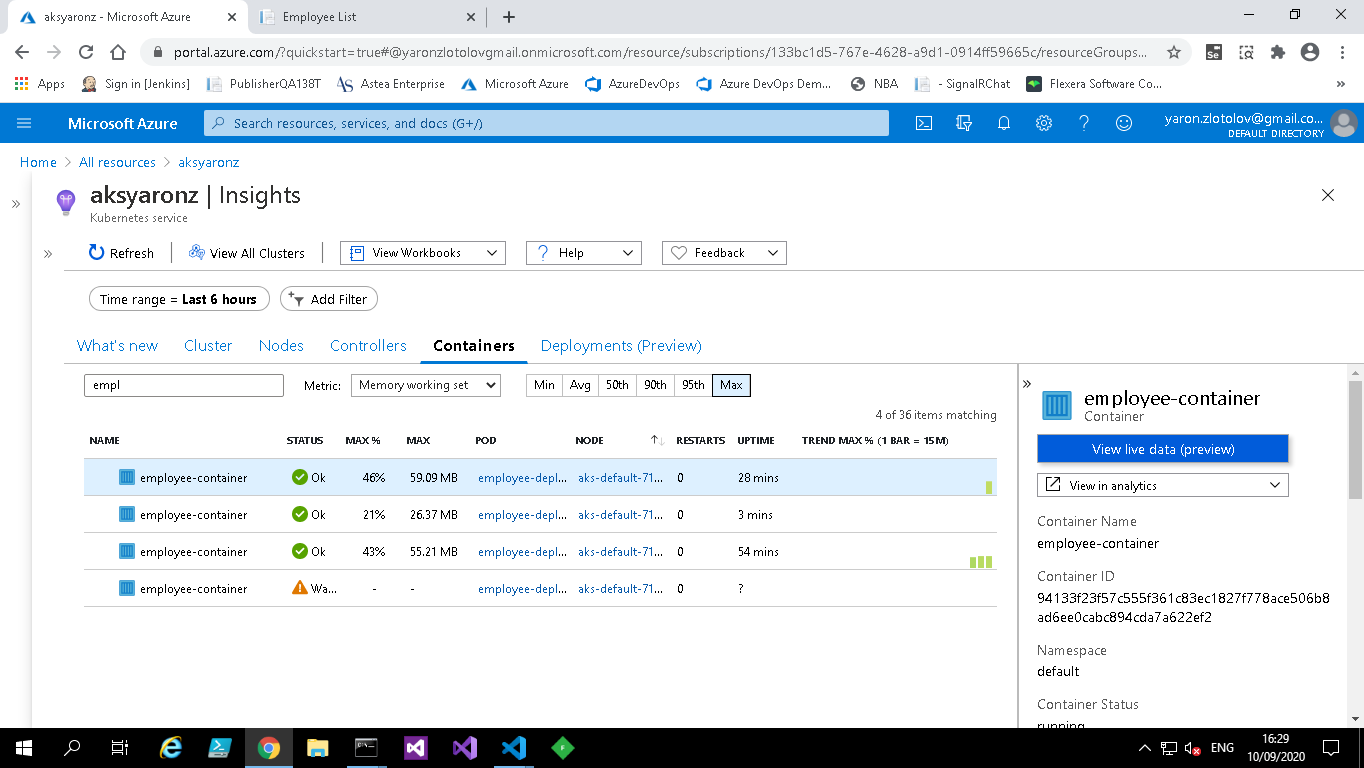 aksyaronz - Microsoft Azure
Employee List
portal.azure.com/?quickstart=true#@yaronzlotolovgmail.onmicrosoft.com/resource/subscriptions/133bc1d5-767e-4628-a9d1-0914ff59665c/resourceGroups...
Apps
Sign in [Jenkins]
PublisherQA138T
Astea Enterprise
Microsoft Azure
AzureDevOps
Azure DevOps Dem...
NBA
- SignalRChat
Flexera Software Co...
Microsoft Azure
Search resources, services, and docs (G+/)
yaron.zlotolov@gmail.co...
DEFAULT DIRECTORY
Home > All resources > aksyaronz
aksyaronz | Insights
Kubernetes service
Refresh
View All Clusters
View Workbooks
Help
Feedback
Time range = Last 6 hours
Add Filter
What's new
Cluster
Nodes
Controllers
Containers
Deployments (Preview)
empl
Metric:
Memory working set
Min
Avg
50th
90th
95th
Max
4 of 36 items matching
NAME STATUS MAX % MAX POD NODE RESTARTS UPTIME TREND MAX % (1 BAR = 15M)
employee-container Ok 46% 59.09 MB employee-depl... aks-default-71... 0 28 mins
employee-container Ok 21% 26.37 MB employee-depl... aks-default-71... 0 3 mins
employee-container Ok 43% 55.21 MB employee-depl... aks-default-71... 0 54 mins
employee-container Wa... - - employee-depl... aks-default-71... 0 ?
employee-container
Container
View live data (preview)
View in analytics
Container Name
employee-container
Container ID
94133f23f57c555f361c83ec1827f778ace506b8
ad6ee0cabc894cda7a622ef2
Namespace
default
Container Status
running
ENG
16:29
10/09/2020